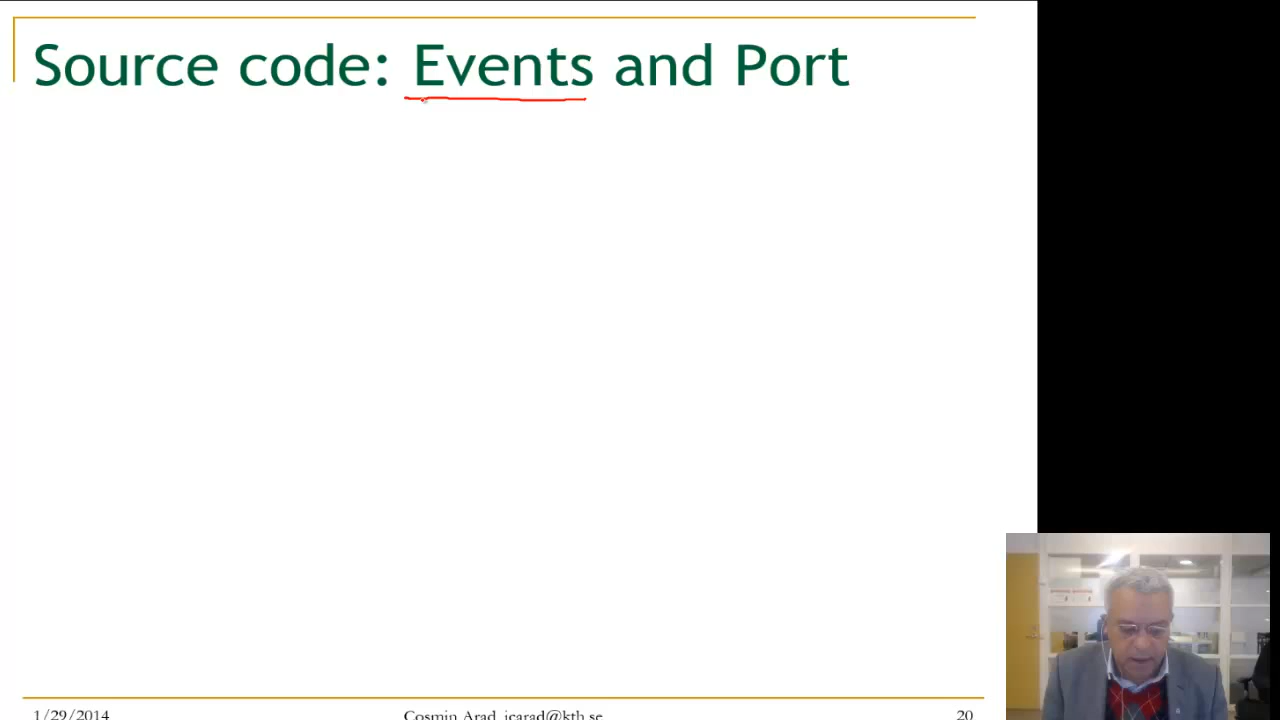 Source code: Events and Port
1/29/2014
Cosmin Arad, icarad@kth.se
20